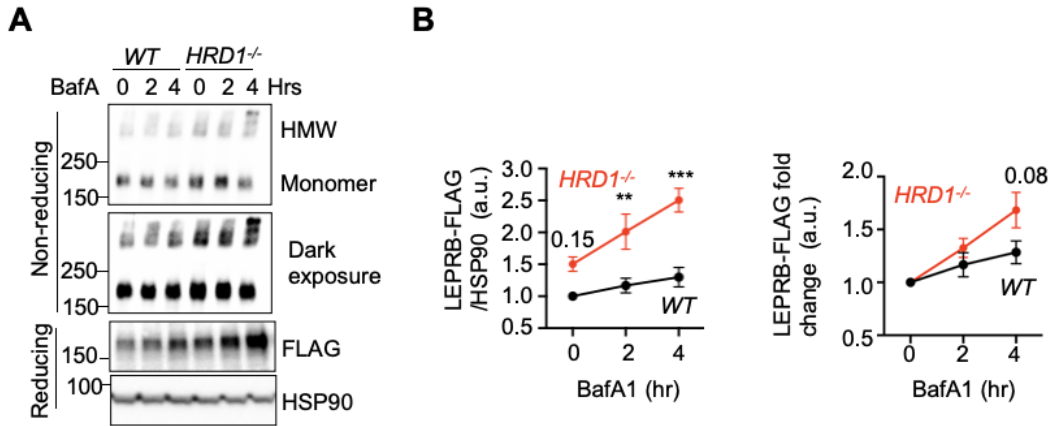 A
WT HRD1-/-
BafA 0 2 4 0 2 4 Hrs
Non-reducing
HMW
250
Monomer
150
Dark
exposure
250
150
Reducing
FLAG
150
100
HSP90
B
LEPRB-FLAG
/HSP90 (a.u.)
3.0
2.5
2.0
1.5
1.0
0.5
HRD1-/-
***
**
0.15
WT
0 2 4
BafA1 (hr)
LEPRB-FLAG fold
change (a.u.)
2.0
1.5
1.0
0.5
0.08
HRD1-/-
WT
0 2 4
BafA1 (hr)